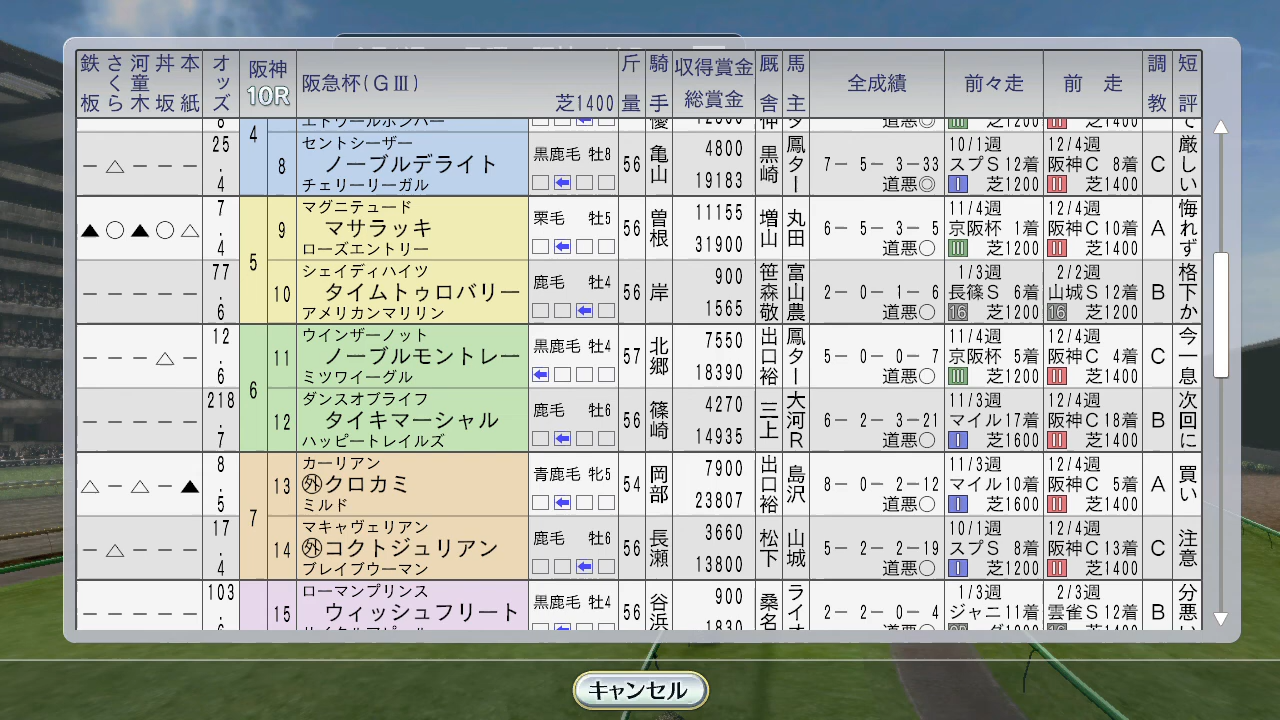 鉄板 さくら 河童木 丼坂 本紙 オッズ 阪神10R 阪急杯(GⅢ) 芝1400 斤量 騎手 収得賞金 総賞金 厩舎 馬主 全成績 前々走 前 走 調教 短評
4
－ △ － － － 25.4 8 セントシーザー 黒鹿毛 牡8 56 亀山 4800 黒崎 鳳ター 7－ 5－ 3－33 10/1週 12/4週 C 厳しい
ノーブルデライト スプS 12着 阪神C 8着
チェリーリーガル 19183 道悪◎ Ⅰ 芝1200 Ⅱ 芝1400
▲ ○ ▲ ○ △ 7.4 5 9 マグニテュード 栗毛 牡5 56 曽根 11155 増山 丸田 6－ 5－ 3－ 5 11/4週 12/4週 A 悔れず
マサラッキ 京阪杯 1着 阪神C10着
ローズエントリー 31900 道悪○ Ⅲ 芝1200 Ⅱ 芝1400
－ － － － － 77.6 10 シェイディハイツ 鹿毛 牡4 56 岸 900 笹森敬 富山農 2－ 0－ 1－ 6 1/3週 2/2週 B 格下か
タイムトゥロバリー 長篠S 6着 山城S 12着
アメリカンマリリン 1565 道悪○ 16 芝1200 16 芝1200
－ － － △ － 12.6 6 11 ウインザーノット 黒鹿毛 牡4 57 北郷 7550 出口裕 鳳ター 5－ 0－ 0－ 7 11/4週 12/4週 C 今一息
ノーブルモントレー 京阪杯 5着 阪神C 4着
ミツワイーグル 18390 道悪○ Ⅲ 芝1200 Ⅱ 芝1400
－ － － － － 218.7 12 ダンスオブライフ 鹿毛 牡6 56 篠崎 4270 三上 大河R 6－ 2－ 3－21 11/3週 12/4週 B 次回に
タイキマーシャル マイル17着 阪神C18着
ハッピートレイルズ 14935 道悪○ Ⅰ 芝1600 Ⅱ 芝1400
△ － △ － ▲ 8.5 7 13 カーリアン 青鹿毛 牝5 54 岡部 7900 出口裕 島沢 8－ 0－ 2－12 11/3週 12/4週 A 買い
外クロカミ マイル10着 阪神C 5着
ミルド 23807 道悪○ Ⅰ 芝1600 Ⅱ 芝1400
－ △ － － － 17.4 14 マキャヴェリアン 鹿毛 牡6 56 長瀬 3660 松下 山城 5－ 2－ 2－19 10/1週 12/4週 C 注意
外コクトジュリアン スプS 8着 阪神C13着
ブレイブウーマン 13800 道悪○ Ⅰ 芝1200 Ⅱ 芝1400
－ － － － － 103 15 ローマンプリンス 黒鹿毛 牡4 56 谷浜 900 桑名 2－ 2－ 0－ 4 1/3週 2/3週 B 分悪い
ウィッシュフリート ジャニ11着 雲雀S 12着
キャンセル